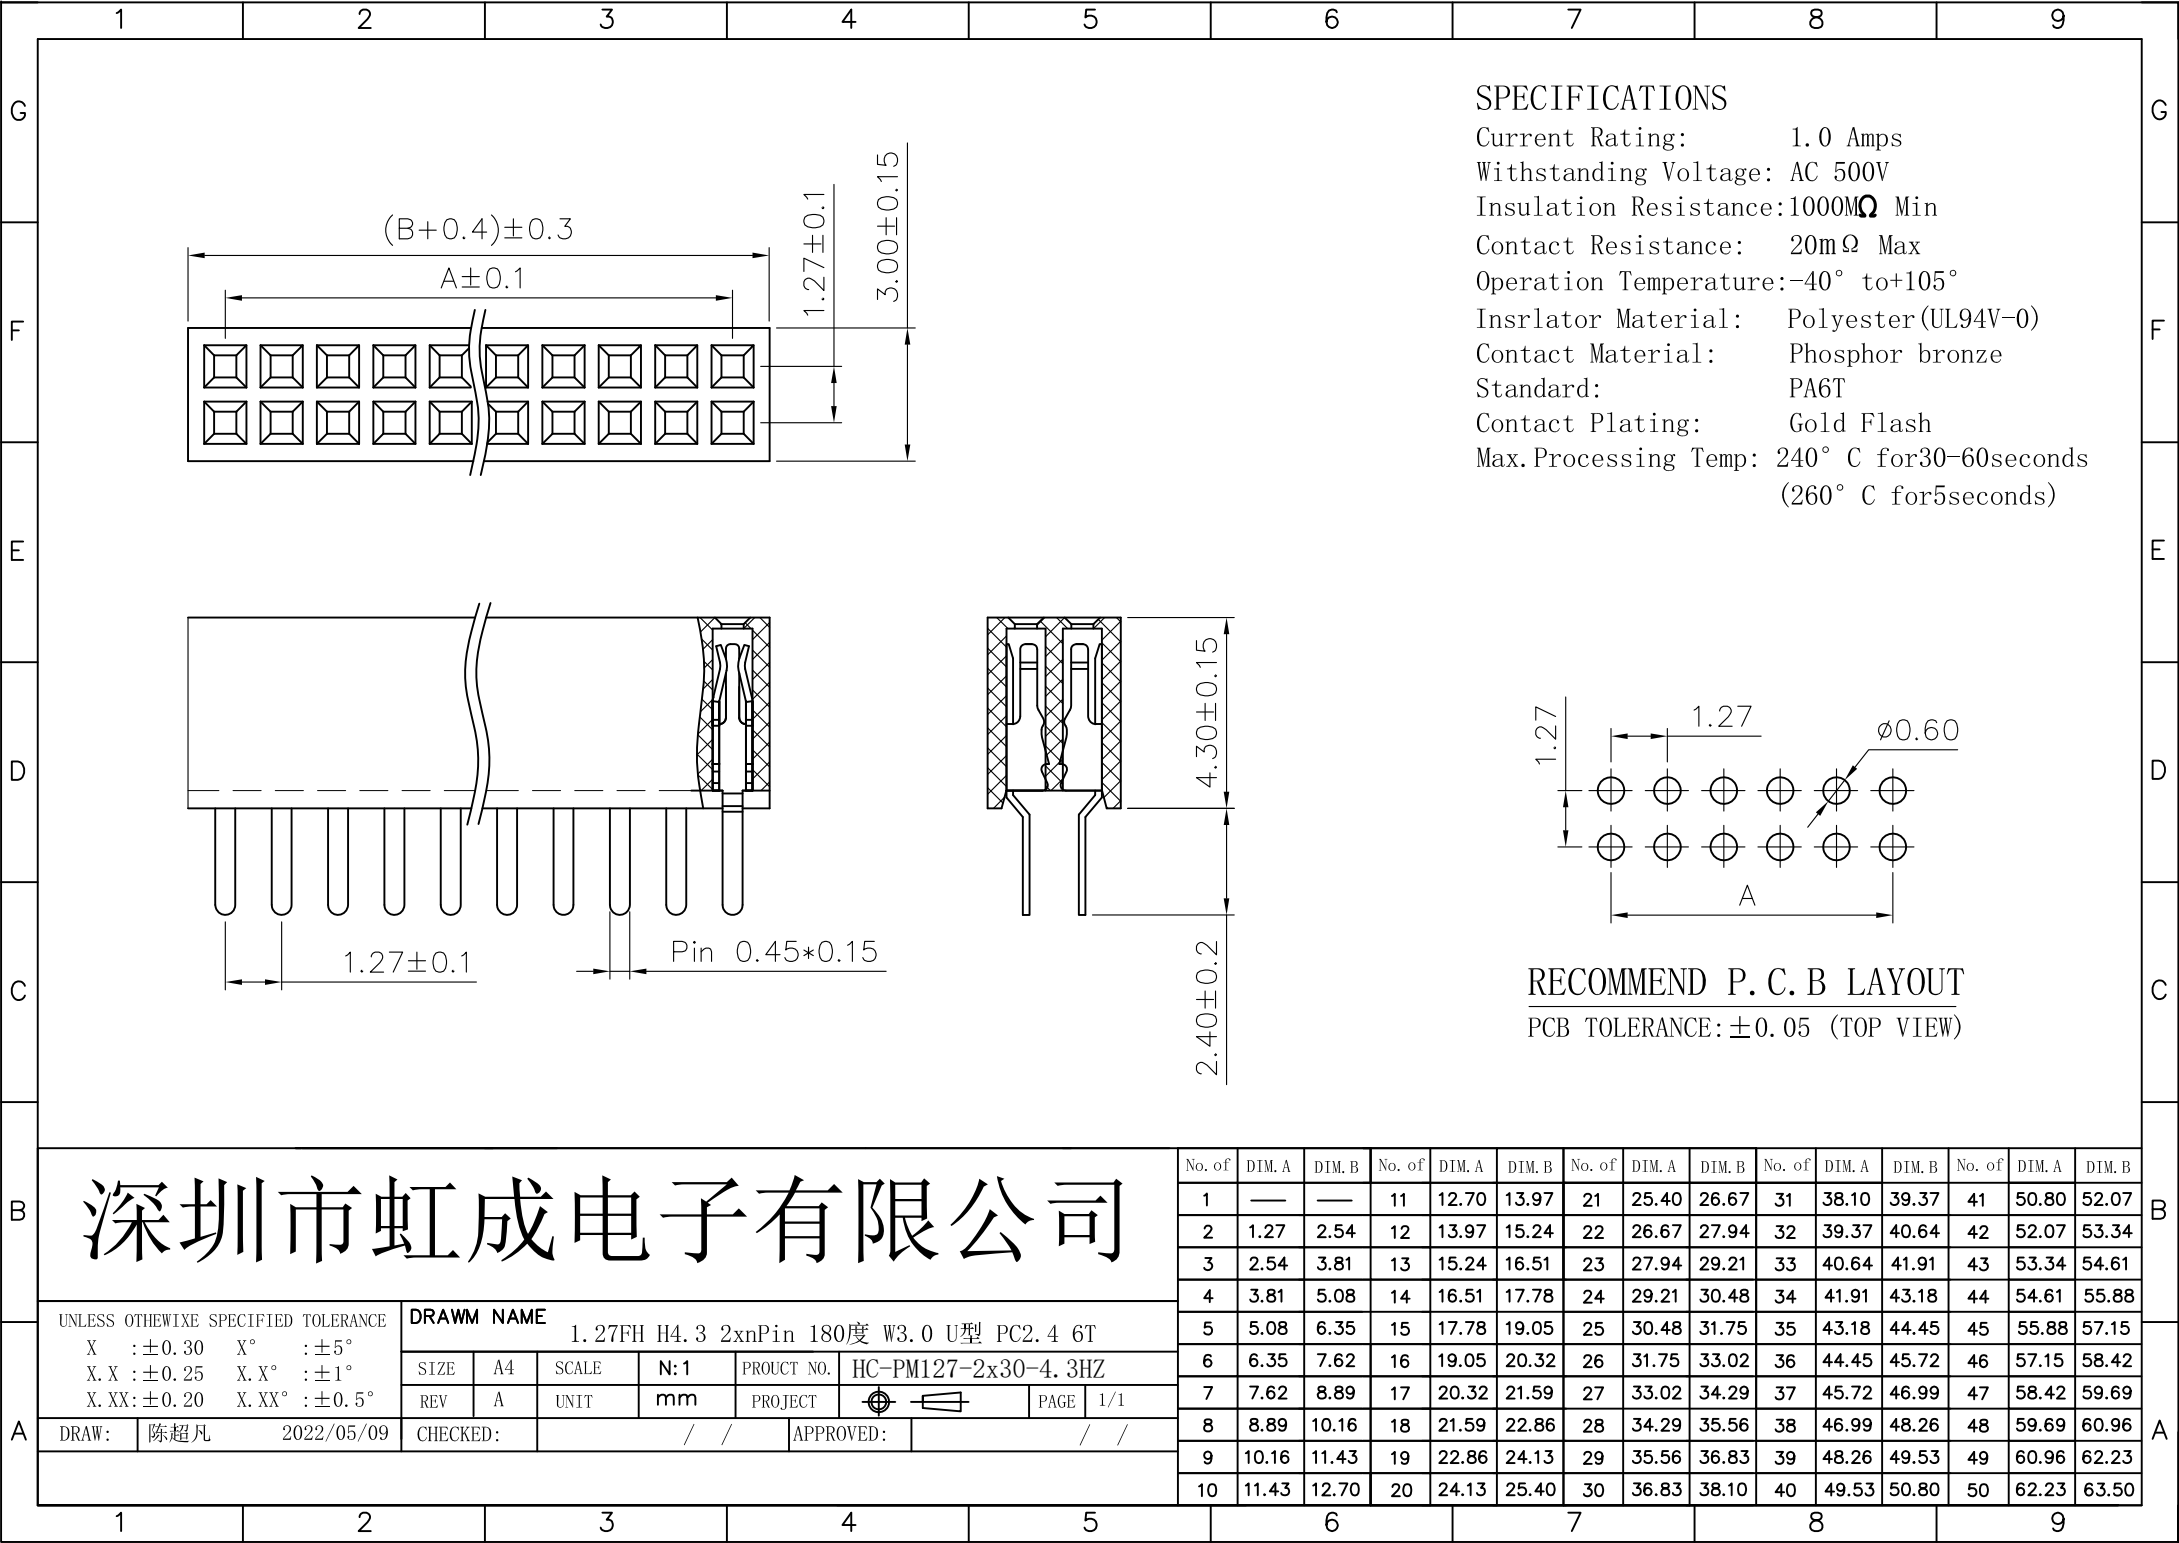 1 2 3 4 5 6 7 8 9
G G
F F
E E
D D
C C
B B
A A
SPECIFICATIONS
Current Rating: 1.0 Amps
Withstanding Voltage: AC 500V
Insulation Resistance:1000MΩ Min
Contact Resistance: 20mΩ Max
Operation Temperature:-40° to+105°
Insrlator Material: Polyester(UL94V-0)
Contact Material: Phosphor bronze
Standard: PA6T
Contact Plating: Gold Flash
Max.Processing Temp: 240° C for30-60seconds
(260° C for5seconds)
(B+0.4)±0.3
A±0.1
1.27±0.1
3.00±0.15
4.30±0.15
2.40±0.2
1.27±0.1
Pin 0.45*0.15
1.27
1.27
ø0.60
A
RECOMMEND P.C.B LAYOUT
PCB TOLERANCE:±0.05 (TOP VIEW)
深圳市虹成电子有限公司
UNLESS OTHEWIXE SPECIFIED TOLERANCE
X :±0.30 X° :±5°
X.X :±0.25 X.X° :±1°
X.XX:±0.20 X.XX° :±0.5°
DRAWM NAME
1.27FH H4.3 2xnPin 180度 W3.0 U型 PC2.4 6T
SIZE A4 SCALE N:1 PROUCT NO. HC-PM127-2x30-4.3HZ
REV A UNIT mm PROJECT PAGE 1/1
DRAW: 陈超凡 2022/05/09 CHECKED: / / APPROVED: / /
No.of DIM.A DIM.B No.of DIM.A DIM.B No.of DIM.A DIM.B No.of DIM.A DIM.B No.of DIM.A DIM.B
1 — — 11 12.70 13.97 21 25.40 26.67 31 38.10 39.37 41 50.80 52.07
2 1.27 2.54 12 13.97 15.24 22 26.67 27.94 32 39.37 40.64 42 52.07 53.34
3 2.54 3.81 13 15.24 16.51 23 27.94 29.21 33 40.64 41.91 43 53.34 54.61
4 3.81 5.08 14 16.51 17.78 24 29.21 30.48 34 41.91 43.18 44 54.61 55.88
5 5.08 6.35 15 17.78 19.05 25 30.48 31.75 35 43.18 44.45 45 55.88 57.15
6 6.35 7.62 16 19.05 20.32 26 31.75 33.02 36 44.45 45.72 46 57.15 58.42
7 7.62 8.89 17 20.32 21.59 27 33.02 34.29 37 45.72 46.99 47 58.42 59.69
8 8.89 10.16 18 21.59 22.86 28 34.29 35.56 38 46.99 48.26 48 59.69 60.96
9 10.16 11.43 19 22.86 24.13 29 35.56 36.83 39 48.26 49.53 49 60.96 62.23
10 11.43 12.70 20 24.13 25.40 30 36.83 38.10 40 49.53 50.80 50 62.23 63.50
1 2 3 4 5 6 7 8 9